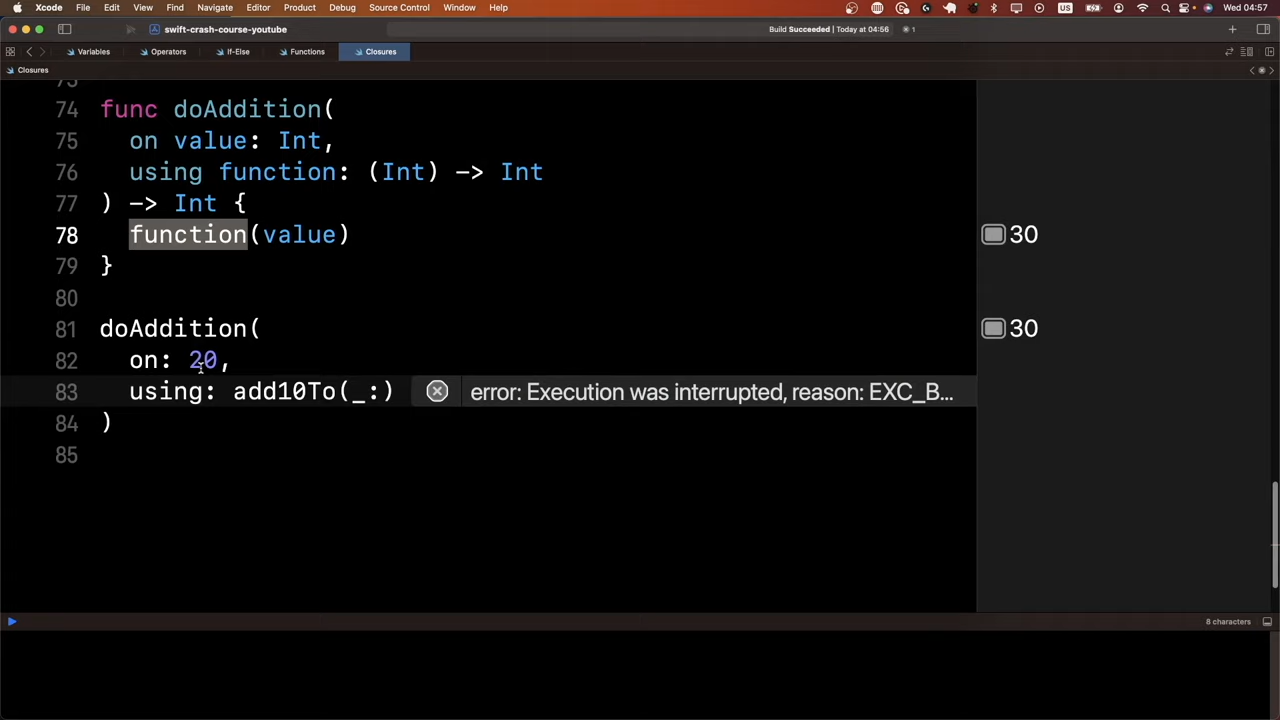 Xcode File Edit View Find Navigate Editor Product Debug Source Control Window Help US Wed 04:57
swift-crash-course-youtube Build Succeeded | Today at 04:56 1
Variables Operators If-Else Functions Closures
Closures
73
74 func doAddition(
75 on value: Int,
76 using function: (Int) -> Int
77 ) -> Int {
78 function(value) 30
79 }
80
81 doAddition( 30
82 on: 20,
83 using: add10To(_:) error: Execution was interrupted, reason: EXC_B...
84 )
85
8 characters